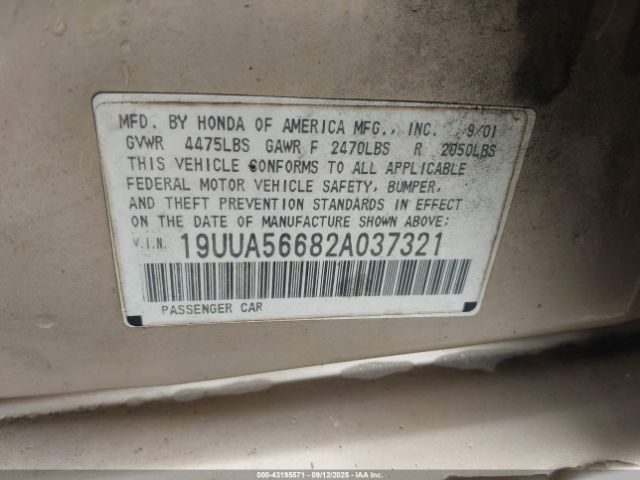 MFD. BY HONDA OF AMERICA MFG., INC. 9/01
GVWR 4475LBS GAWR F 2470LBS R 2050LBS
THIS VEHICLE CONFORMS TO ALL APPLICABLE
FEDERAL MOTOR VEHICLE SAFETY, BUMPER,
AND THEFT PREVENTION STANDARDS IN EFFECT
ON THE DATE OF MANUFACTURE SHOWN ABOVE:
V.I.N. 19UUA56682A037321
PASSENGER CAR
000-43195571 - 09/12/2025 - IAAI, Inc.